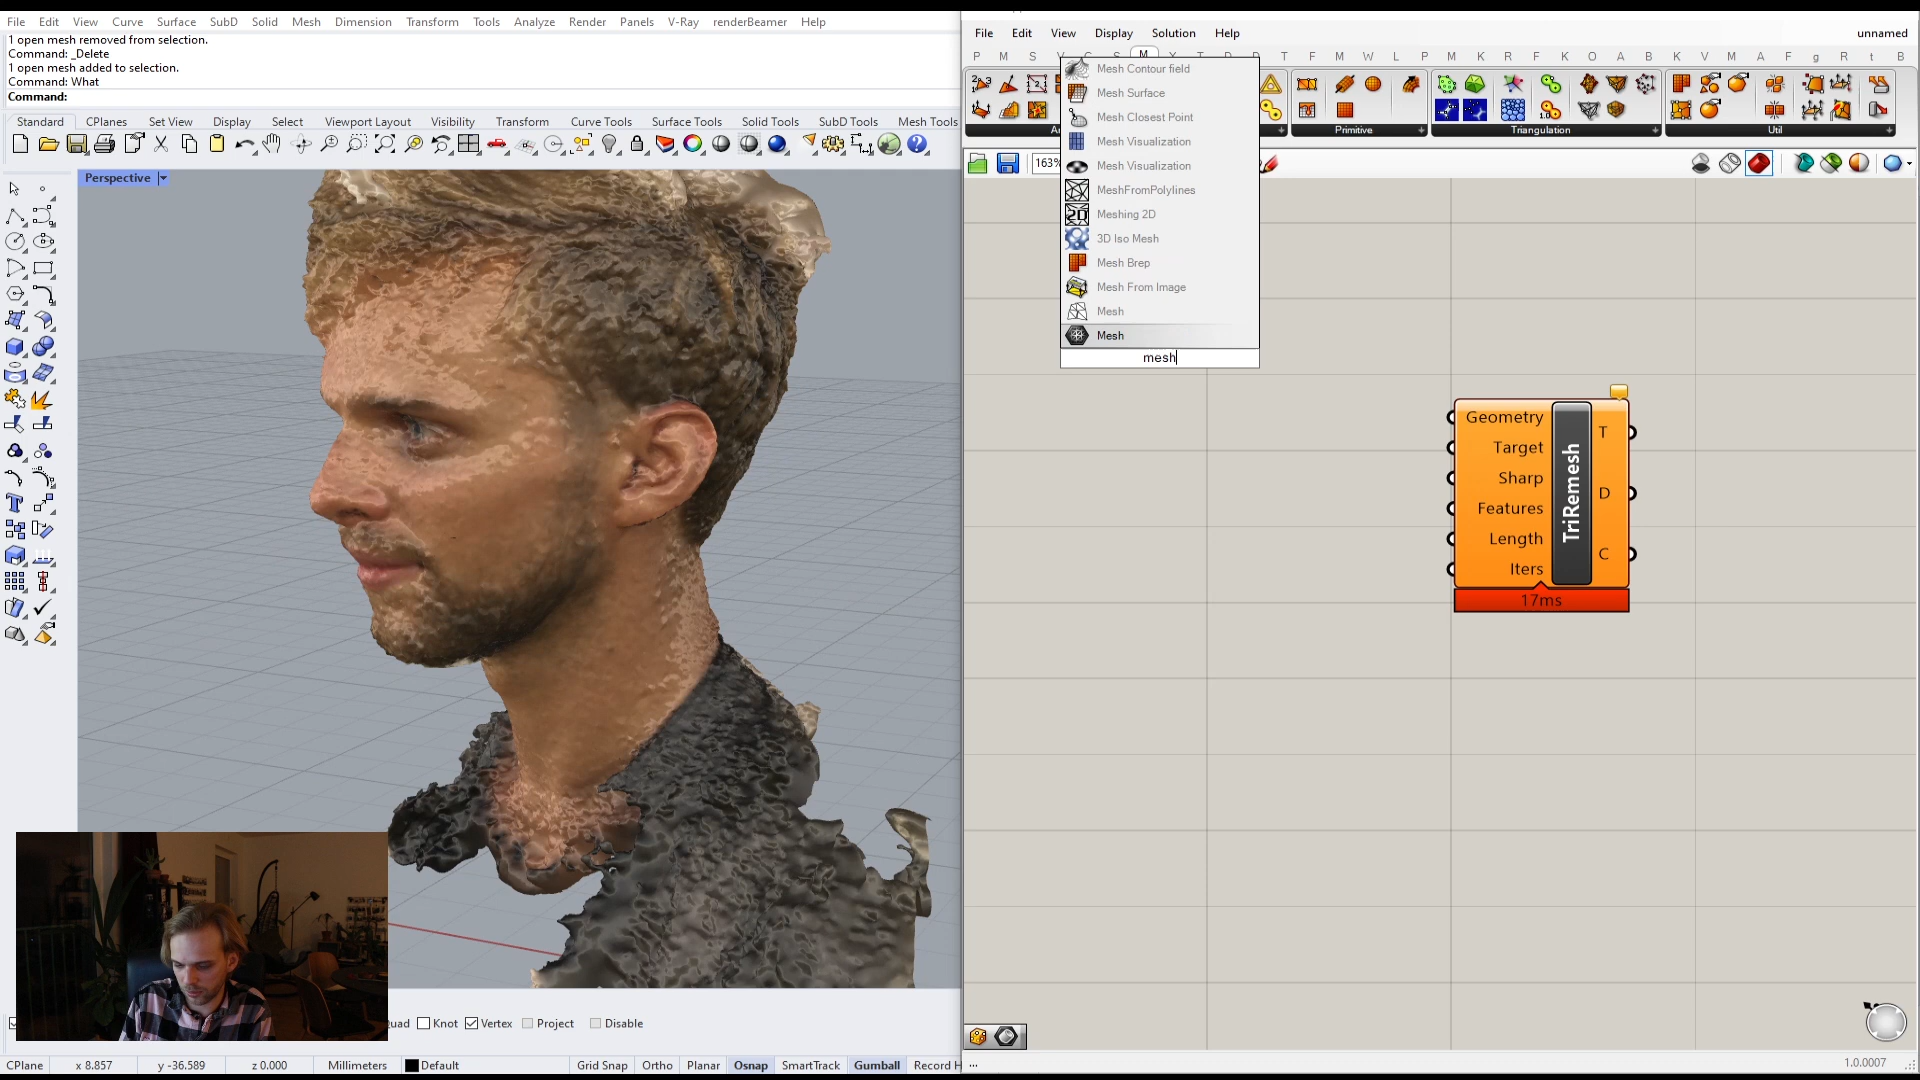 File Edit View Curve Surface SubD Solid Mesh Dimension Transform Tools Analyze Render Panels V-Ray renderBeamer Help
1 open mesh removed from selection.
Command: _Delete
1 open mesh added to selection.
Command: What
Command:
Standard CPlanes Set View Display Select Viewport Layout Visibility Transform Curve Tools Surface Tools Solid Tools SubD Tools Mesh Tools
Perspective
uad Knot Vertex Project Disable
CPlane x 8.857 y -36.589 z 0.000 Millimeters Default Grid Snap Ortho Planar Osnap SmartTrack Gumball Record H
File Edit View Display Solution Help unnamed
P M S V C S M X T D D T F M W L P M K R F K O A B K V M A F g R t B
Primitive Triangulation Util
163%
Mesh Contour field
Mesh Surface
Mesh Closest Point
Mesh Visualization
Mesh Visualization
MeshFromPolylines
Meshing 2D
3D Iso Mesh
Mesh Brep
Mesh From Image
Mesh
Mesh
mesh
Geometry
Target
Sharp
Features
Length
Iters
TriRemesh
T
D
C
17ms
...
1.0.0007